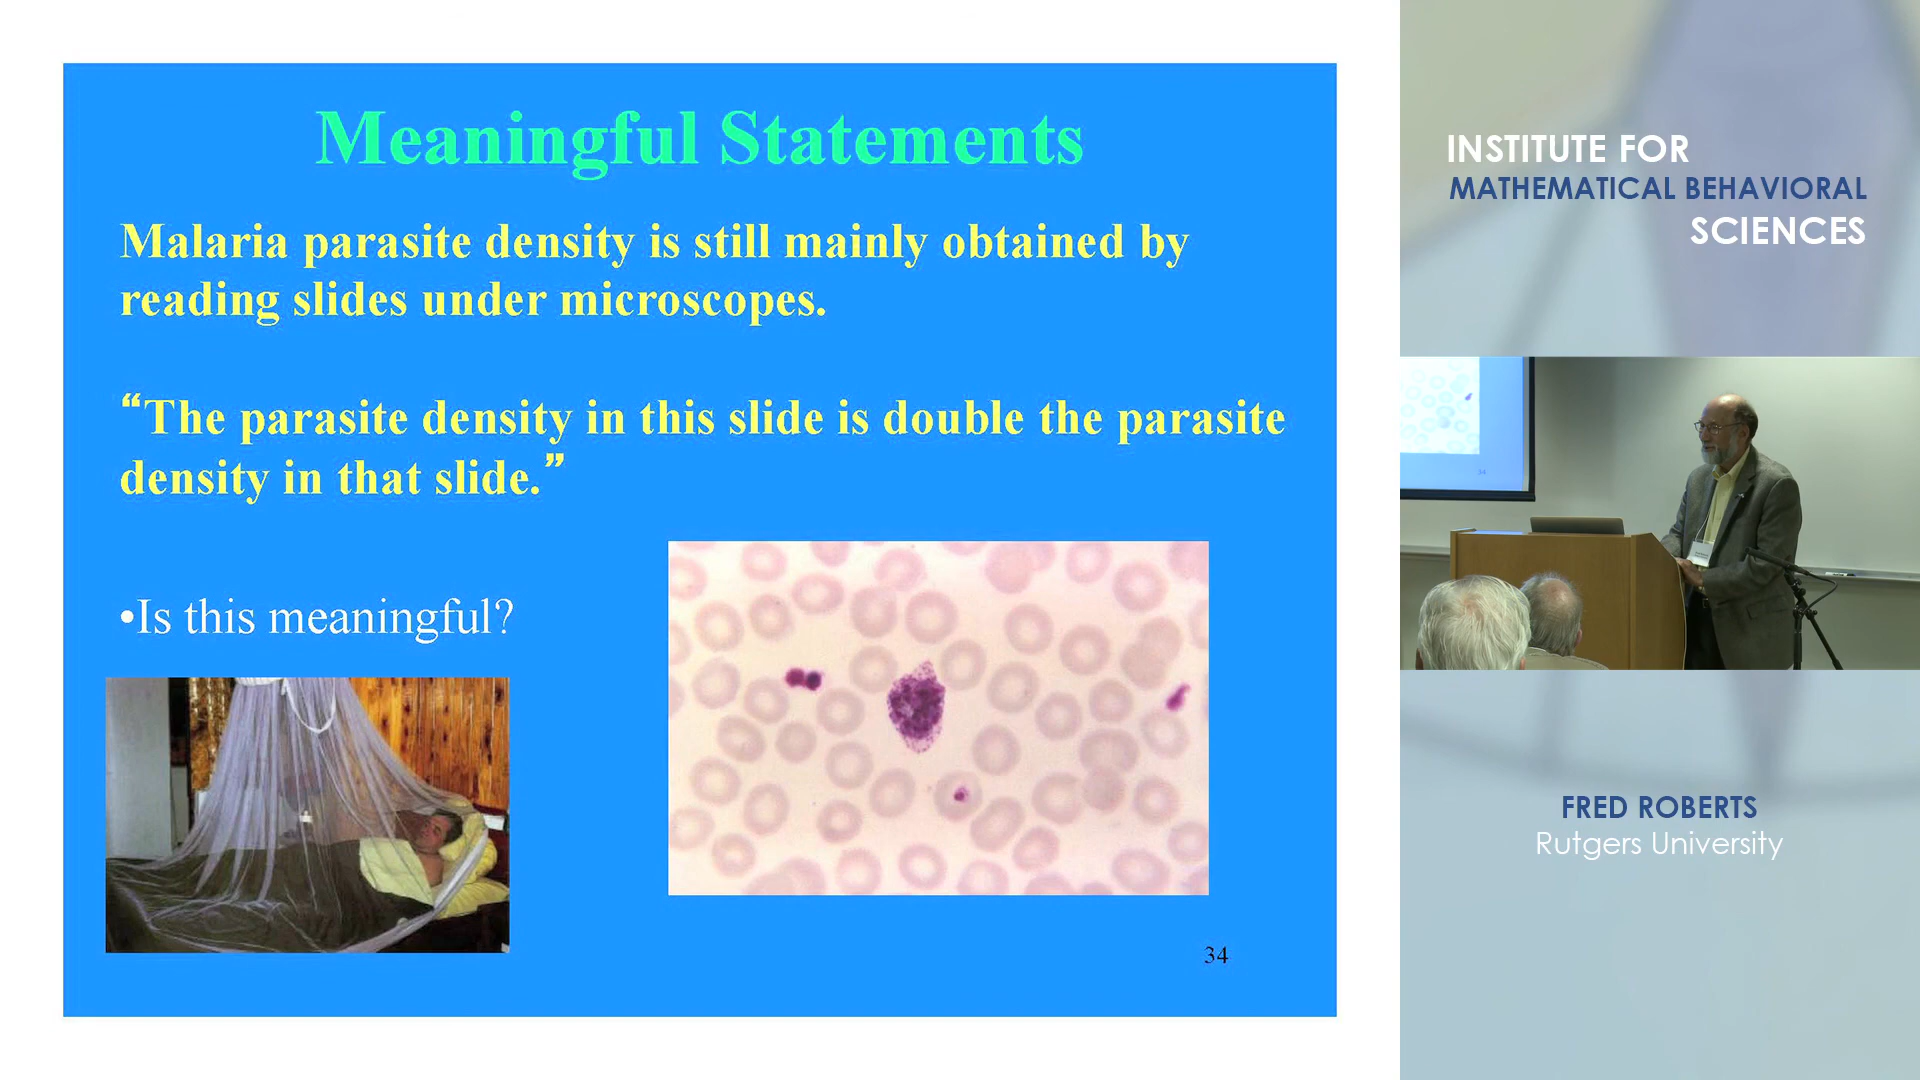 Meaningful Statements
Malaria parasite density is still mainly obtained by
reading slides under microscopes.
“The parasite density in this slide is double the parasite
density in that slide.”
•Is this meaningful?
34
INSTITUTE FOR
MATHEMATICAL BEHAVIORAL
SCIENCES
34
FRED ROBERTS
Rutgers University